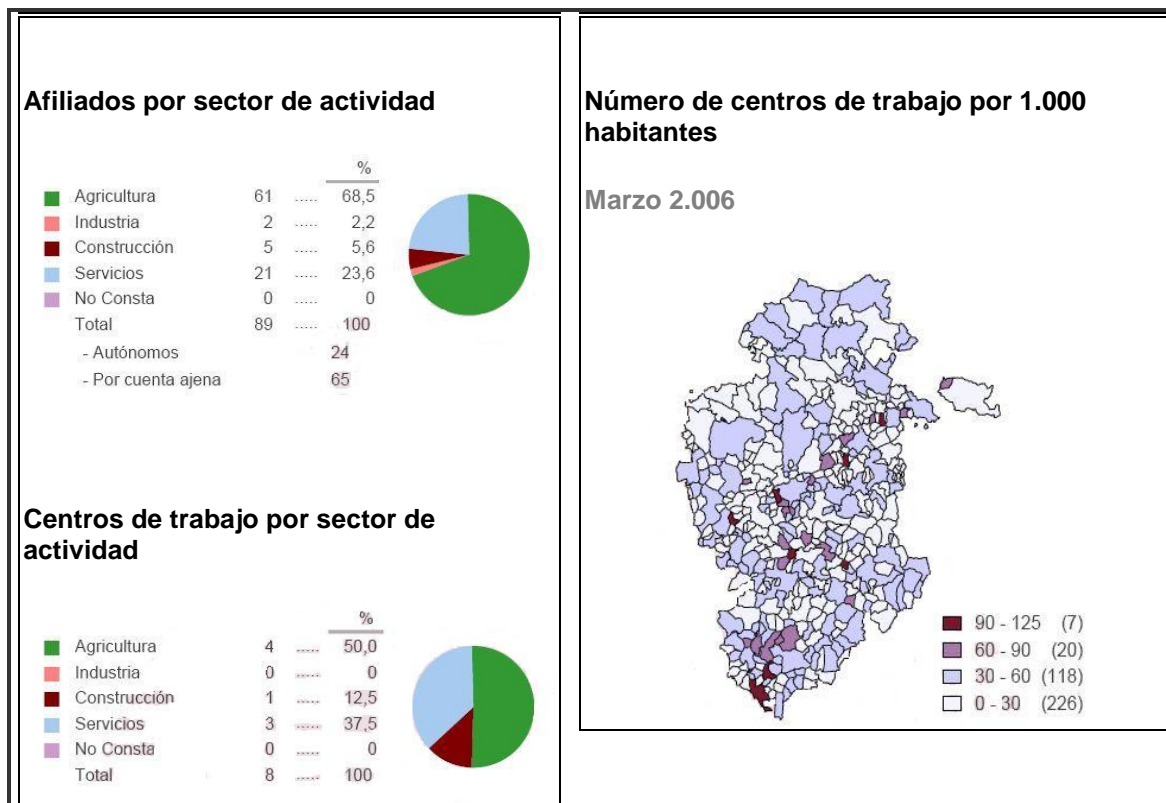 Afiliados por sector de actividad
%
Agricultura 61 ..... 68,5
Industria 2 ..... 2,2
Construcción 5 ..... 5,6
Servicios 21 ..... 23,6
No Consta 0 ..... 0
Total 89 ..... 100
- Autónomos 24
- Por cuenta ajena 65
Centros de trabajo por sector de
actividad
%
Agricultura 4 ..... 50,0
Industria 0 ..... 0
Construcción 1 ..... 12,5
Servicios 3 ..... 37,5
No Consta 0 ..... 0
Total 8 ..... 100
Número de centros de trabajo por 1.000
habitantes
Marzo 2.006
90 - 125 (7)
60 - 90 (20)
30 - 60 (118)
0 - 30 (226)